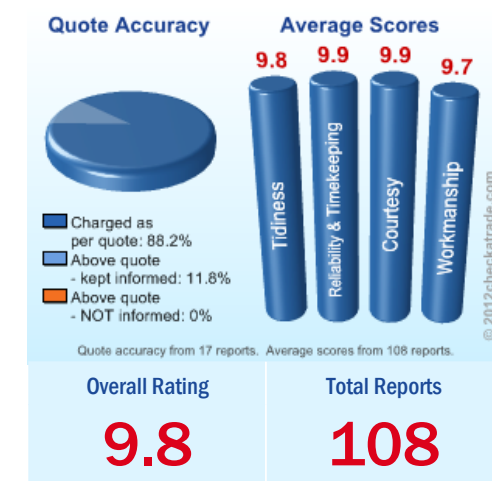 Quote Accuracy
Charged as
per quote: 88.2%
Above quote
- kept informed: 11.8%
Above quote
- NOT informed: 0%
Average Scores
9.8
9.9
9.9
9.7
Tidiness
Reliability & Timekeeping
Courtesy
Workmanship
© 2012checkatrade.com
Quote accuracy from 17 reports. Average scores from 108 reports.
Overall Rating
9.8
Total Reports
108